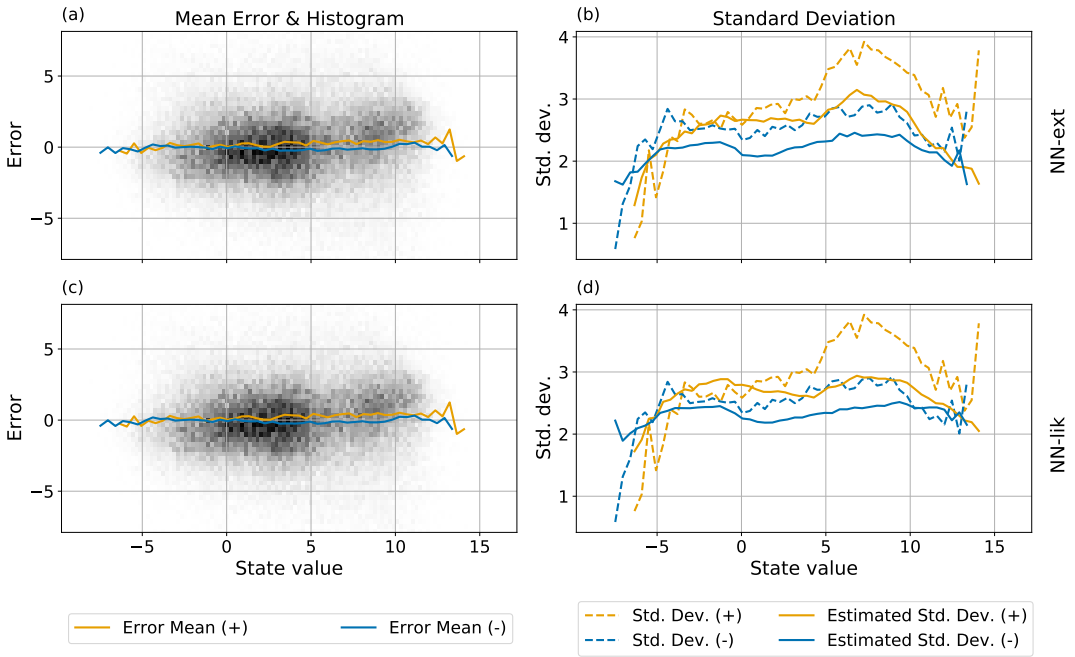 (a) Mean Error & Histogram
(b) Standard Deviation
5
0
−5
Error
4
3
2
1
Std. dev.
NN-ext
(c)
(d)
5
0
−5
Error
−5 0 5 10 15
State value
4
3
2
1
Std. dev.
−5 0 5 10 15
State value
NN-lik
Error Mean (+) Error Mean (-)
Std. Dev. (+) Estimated Std. Dev. (+)
Std. Dev. (-) Estimated Std. Dev. (-)